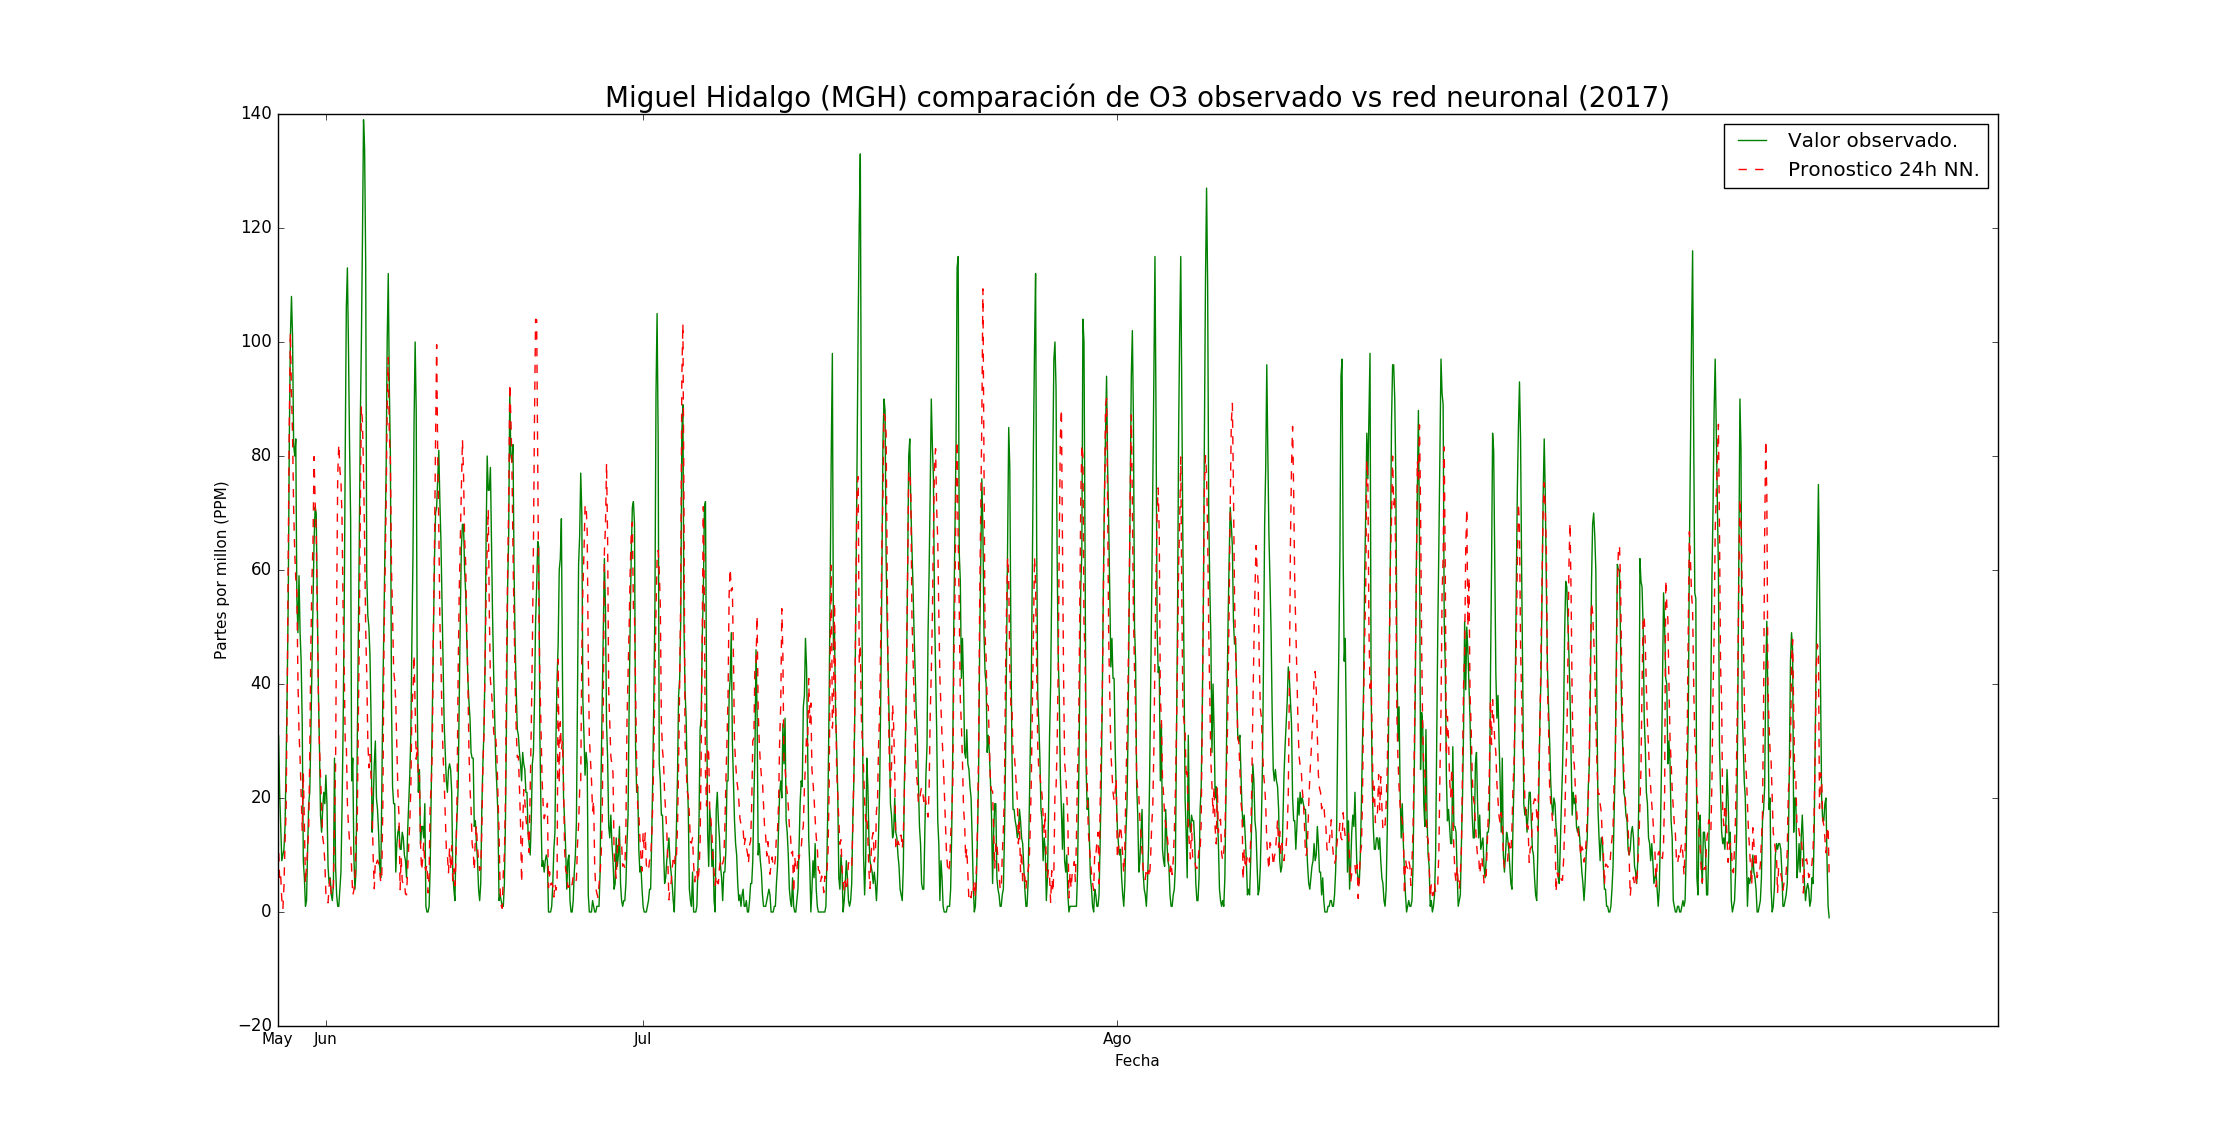 Miguel Hidalgo (MGH) comparación de O3 observado vs red neuronal (2017)
Valor observado.
Pronostico 24h NN.
Partes por millon (PPM)
140
120
100
80
60
40
20
0
−20
May Jun Jul Ago
Fecha